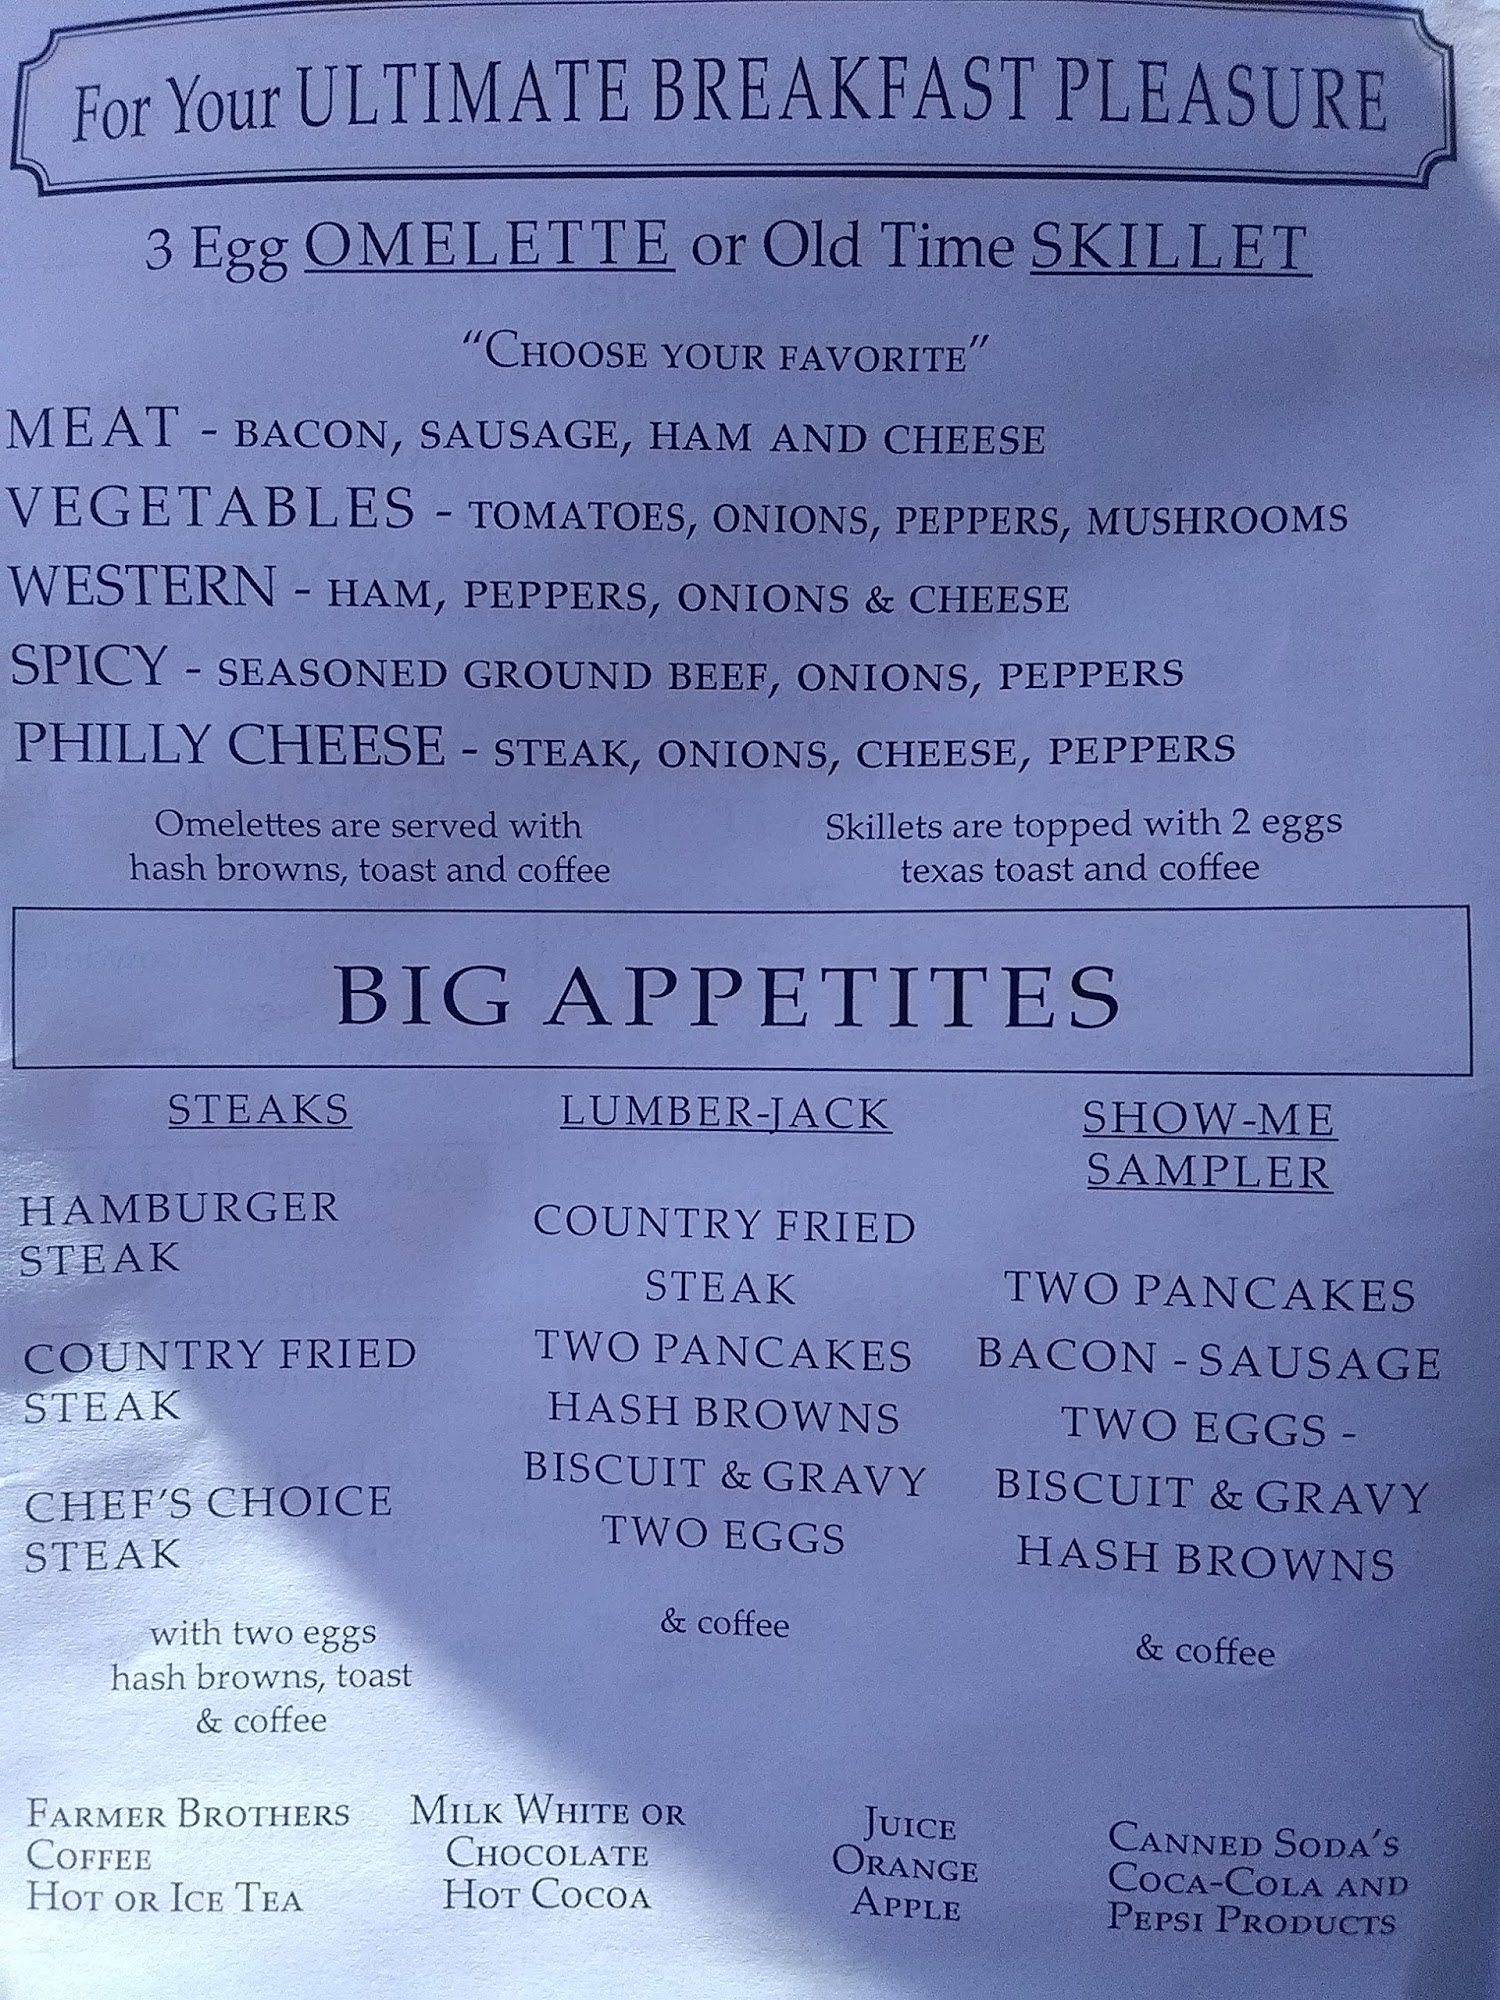 For Your ULTIMATE BREAKFAST PLEASURE
3 Egg OMELETTE or Old Time SKILLET
“CHOOSE YOUR FAVORITE”
MEAT - BACON, SAUSAGE, HAM AND CHEESE
VEGETABLES - TOMATOES, ONIONS, PEPPERS, MUSHROOMS
WESTERN - HAM, PEPPERS, ONIONS & CHEESE
SPICY - SEASONED GROUND BEEF, ONIONS, PEPPERS
PHILLY CHEESE - STEAK, ONIONS, CHEESE, PEPPERS
Omelettes are served with
hash browns, toast and coffee
Skillets are topped with 2 eggs
texas toast and coffee
BIG APPETITES
STEAKS
HAMBURGER
STEAK
COUNTRY FRIED
STEAK
CHEF'S CHOICE
STEAK
with two eggs
hash browns, toast
& coffee
LUMBER-JACK
COUNTRY FRIED
STEAK
TWO PANCAKES
HASH BROWNS
BISCUIT & GRAVY
TWO EGGS
& coffee
SHOW-ME
SAMPLER
TWO PANCAKES
BACON - SAUSAGE
TWO EGGS -
BISCUIT & GRAVY
HASH BROWNS
& coffee
FARMER BROTHERS
COFFEE
HOT OR ICE TEA
MILK WHITE OR
CHOCOLATE
HOT COCOA
JUICE
ORANGE
APPLE
CANNED SODA'S
COCA-COLA AND
PEPSI PRODUCTS